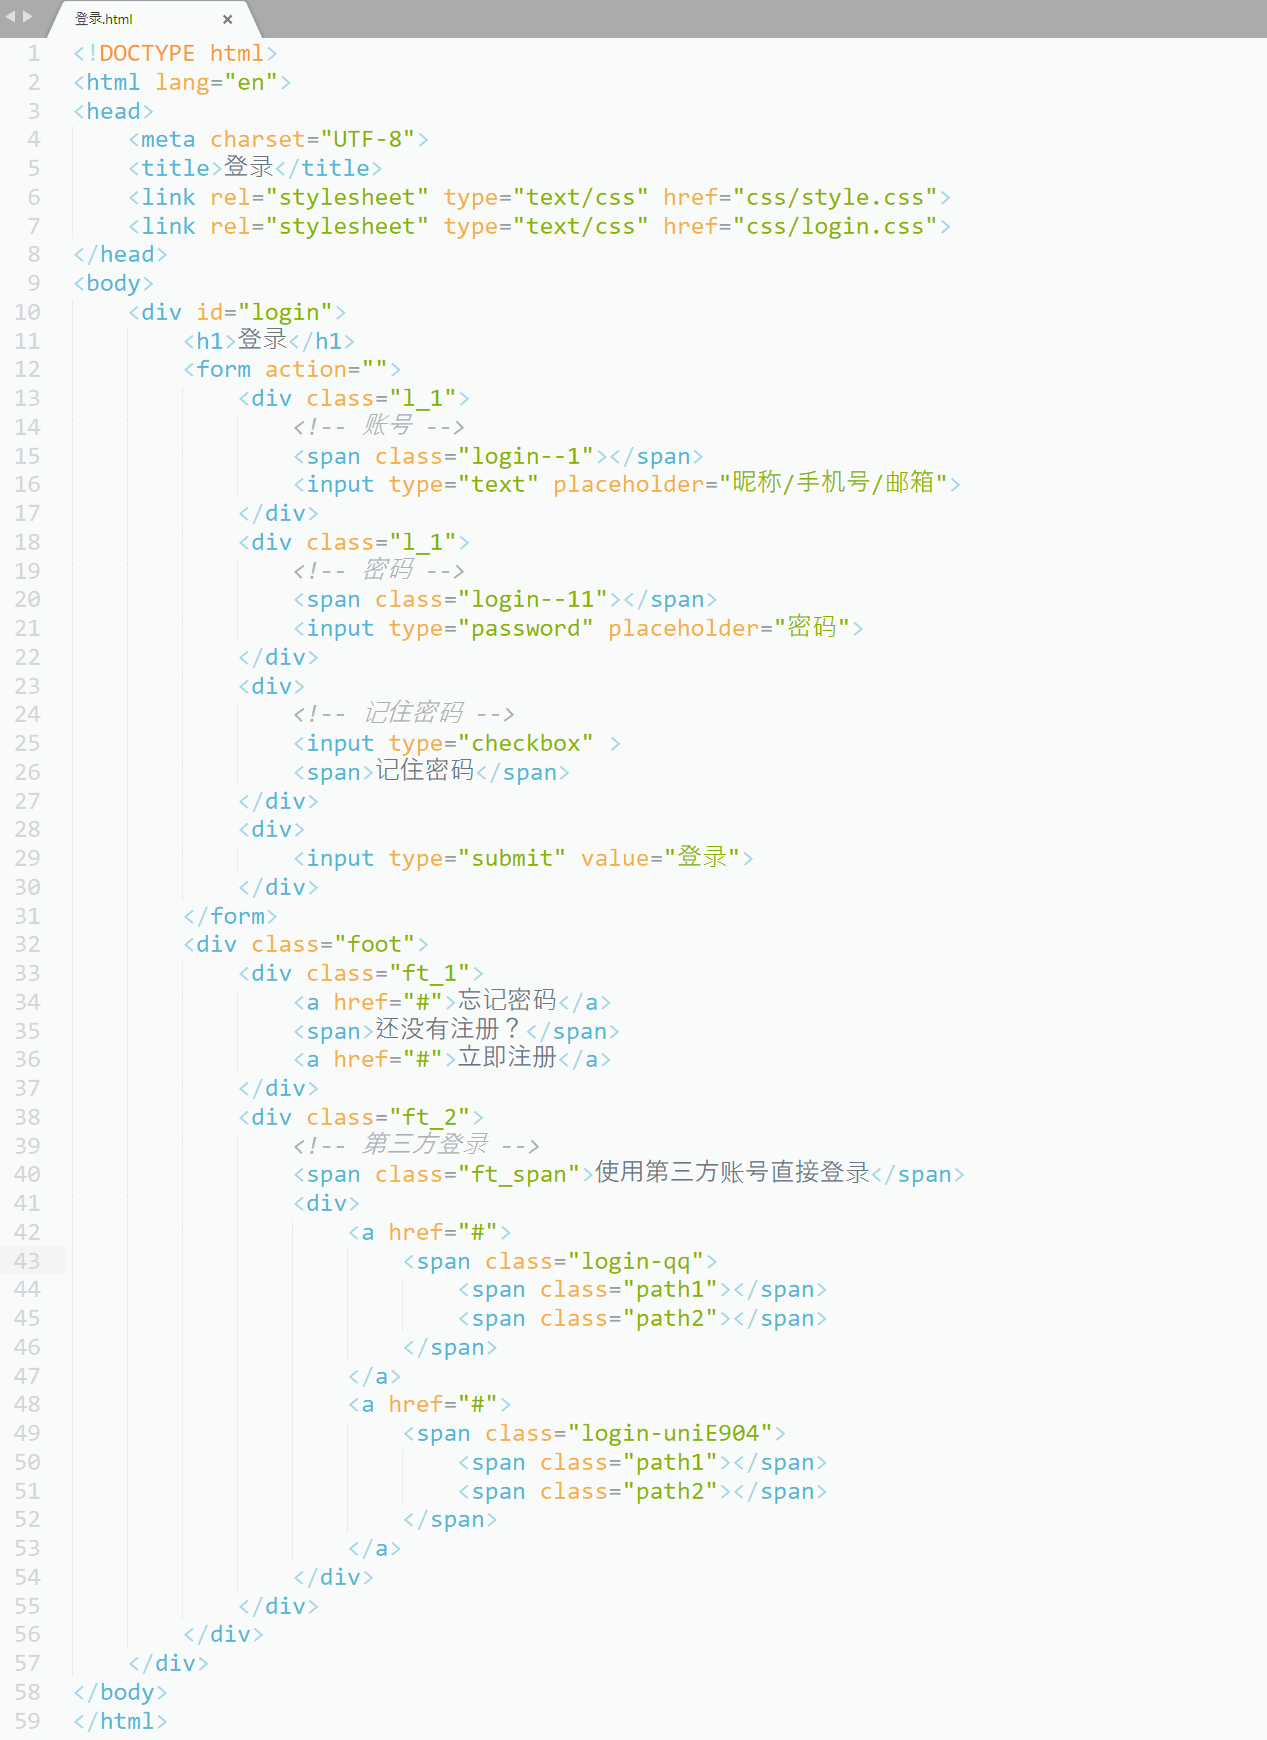 登录.html
1 <!DOCTYPE html>
2 <html lang="en">
3 <head>
4     <meta charset="UTF-8">
5     <title>登录</title>
6     <link rel="stylesheet" type="text/css" href="css/style.css">
7     <link rel="stylesheet" type="text/css" href="css/login.css">
8 </head>
9 <body>
10     <div id="login">
11         <h1>登录</h1>
12         <form action="">
13             <div class="l_1">
14                 <!-- 账号 -->
15                 <span class="login--1"></span>
16                 <input type="text" placeholder="昵称/手机号/邮箱">
17             </div>
18             <div class="l_1">
19                 <!-- 密码 -->
20                 <span class="login--11"></span>
21                 <input type="password" placeholder="密码">
22             </div>
23             <div>
24                 <!-- 记住密码 -->
25                 <input type="checkbox" >
26                 <span>记住密码</span>
27             </div>
28             <div>
29                 <input type="submit" value="登录">
30             </div>
31         </form>
32         <div class="foot">
33             <div class="ft_1">
34                 <a href="#">忘记密码</a>
35                 <span>还没有注册？</span>
36                 <a href="#">立即注册</a>
37             </div>
38             <div class="ft_2">
39                 <!-- 第三方登录 -->
40                 <span class="ft_span">使用第三方账号直接登录</span>
41                 <div>
42                     <a href="#">
43                         <span class="login-qq">
44                             <span class="path1"></span>
45                             <span class="path2"></span>
46                         </span>
47                     </a>
48                     <a href="#">
49                         <span class="login-uniE904">
50                             <span class="path1"></span>
51                             <span class="path2"></span>
52                         </span>
53                     </a>
54                 </div>
55             </div>
56         </div>
57     </div>
58 </body>
59 </html>